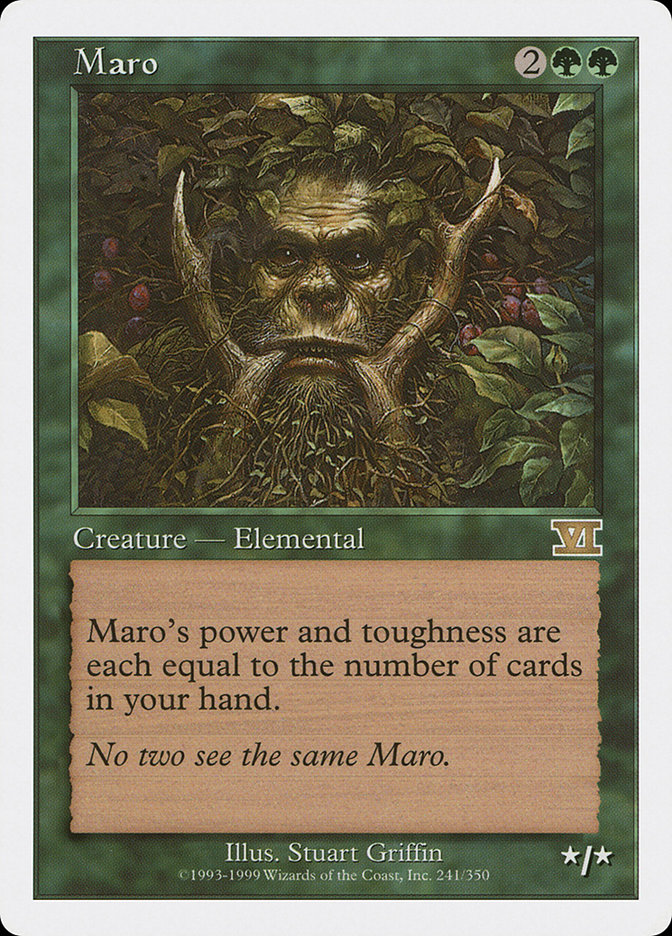 Maro 2
Creature — Elemental VI
Maro's power and toughness are
each equal to the number of cards
in your hand.
No two see the same Maro.
Illus. Stuart Griffin
©1993-1999 Wizards of the Coast, Inc. 241/350
★/★